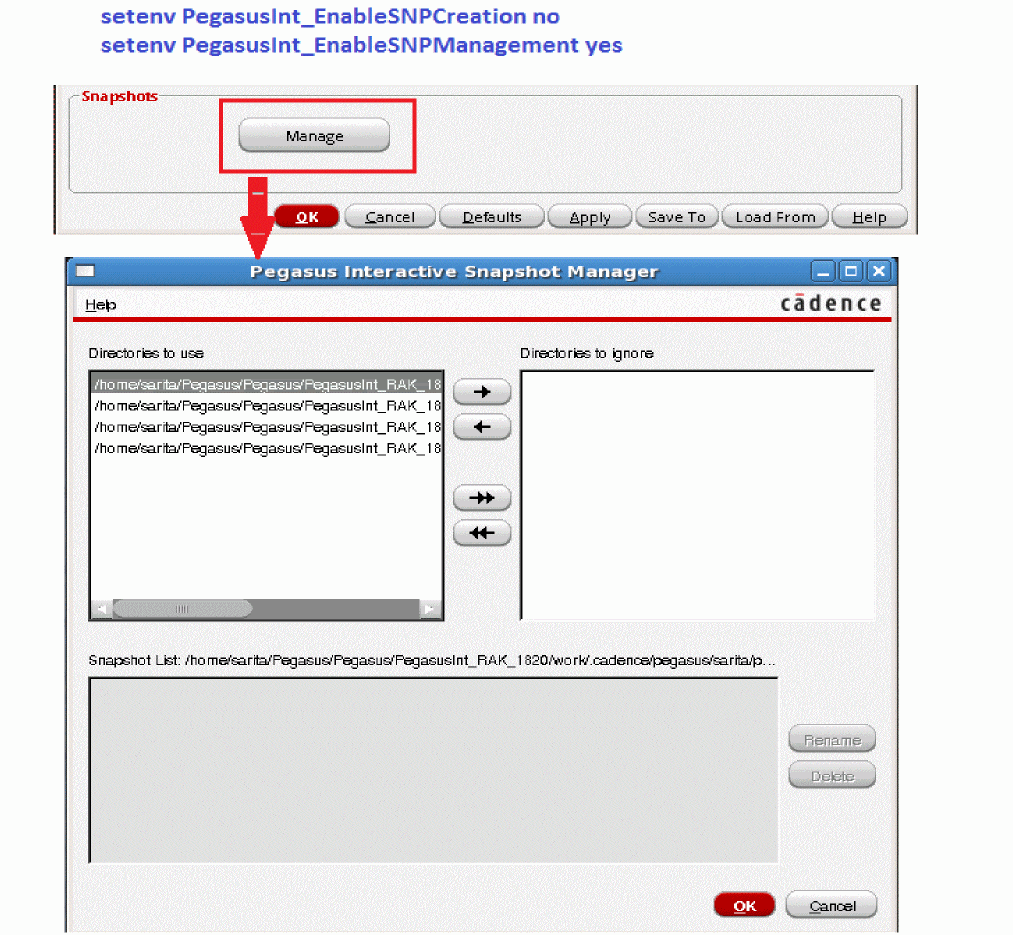 setenv PegasusInt_EnableSNPCreation no
setenv PegasusInt_EnableSNPManagement yes
Snapshots
Manage
OK Cancel Defaults Apply Save To Load From Help
Pegasus Interactive Snapshot Manager
Help cādence
Directories to use Directories to ignore
/home/sarita/Pegasus/Pegasus/PegasusInt_RAK_18
/home/sarita/Pegasus/Pegasus/PegasusInt_RAK_18
/home/sarita/Pegasus/Pegasus/PegasusInt_RAK_18
/home/sarita/Pegasus/Pegasus/PegasusInt_RAK_18
Snapshot List: /home/sarita/Pegasus/Pegasus/PegasusInt_RAK_1820/work/.cadence/pegasus/sarita/p...
Rename
Delete
OK Cancel